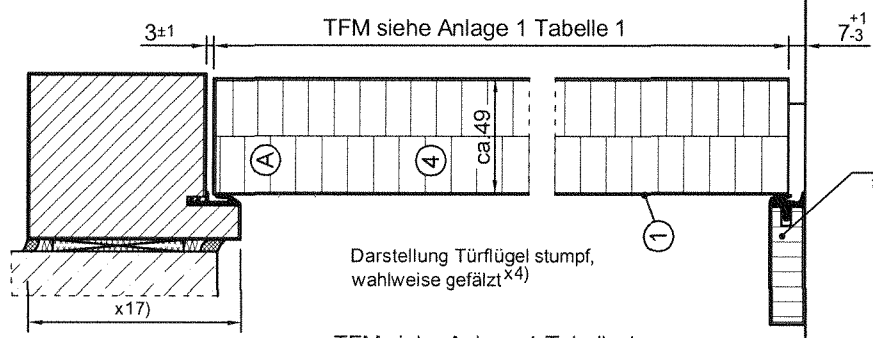 TFM siehe Anlage 1 Tabelle 1
3±1
7 +1 -3
ca.49
A
4
1
Darstellung Türflügel stumpf,
wahlweise gefälzt x4)
x17)